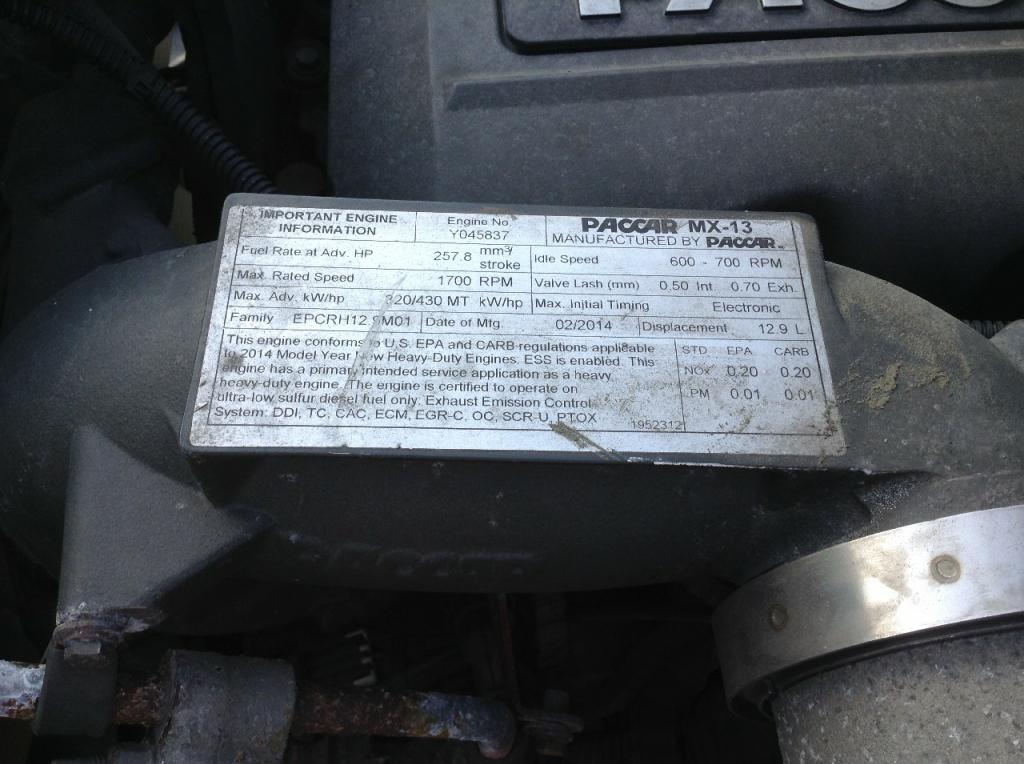 PACC
IMPORTANT ENGINE INFORMATION
Engine No. Y045837
PACCAR MX-13
MANUFACTURED BY PACCAR INC
Fuel Rate at Adv. HP 257.8 mm³/stroke
Idle Speed 600 - 700 RPM
Max. Rated Speed 1700 RPM
Valve Lash (mm) 0.50 Int. 0.70 Exh.
Max. Adv. kW/hp 320/430 MT kW/hp
Max. Initial Timing Electronic
Family EPCRH12.9M01
Date of Mfg. 02/2014
Displacement 12.9 L
This engine conforms to U.S. EPA and CARB regulations applicable
to 2014 Model Year New Heavy-Duty Engines. ESS is enabled. This
engine has a primary intended service application as a heavy
heavy-duty engine. The engine is certified to operate on
ultra-low sulfur diesel fuel only. Exhaust Emission Control
System: DDI, TC, CAC, ECM, EGR-C, OC, SCR-U, PTOX
1952312
STD EPA CARB
NOX 0.20 0.20
PM 0.01 0.01